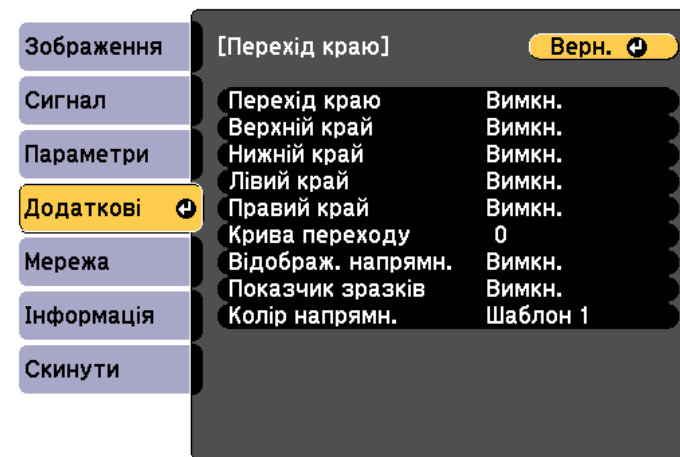 Зображення
Сигнал
Параметри
Додаткові
Мережа
Інформація
Скинути
[Перехід краю] Верн.
Перехід краю Вимкн.
Верхній край Вимкн.
Нижній край Вимкн.
Лівий край Вимкн.
Правий край Вимкн.
Крива переходу 0
Відображ. напрямн. Вимкн.
Показчик зразків Вимкн.
Колір напрямн. Шаблон 1